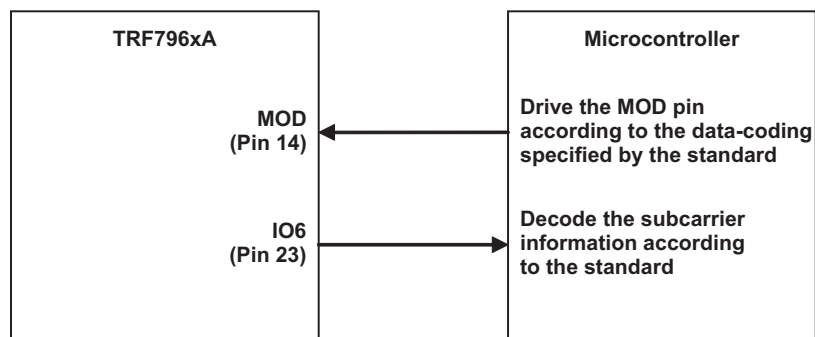 TRF796xA
Microcontroller
MOD
(Pin 14)
Drive the MOD pin
according to the data-coding
specified by the standard
IO6
(Pin 23)
Decode the subcarrier
information according
to the standard